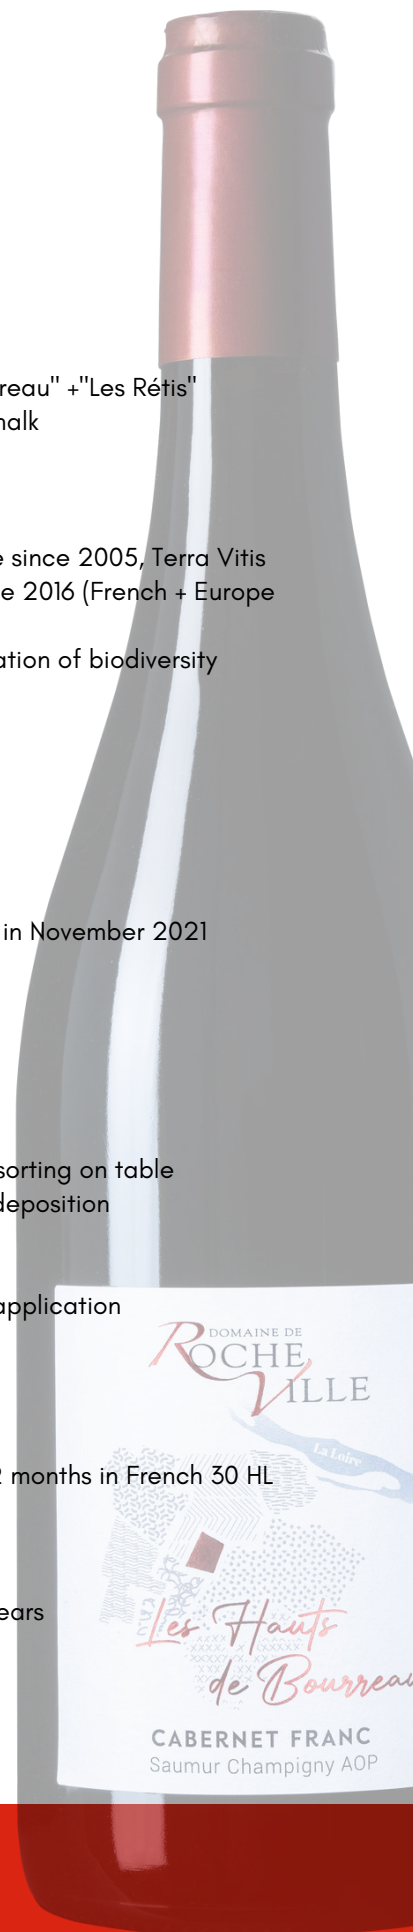 reau" +"Les Rétis"
halk
e since 2005, Terra Vitis
e 2016 (French + Europe
ation of biodiversity
in November 2021
sorting on table
deposition
application
2 months in French 30 HL
ears
DOMAINE DE
ROCHE
VILLE
La Loire
Les Hauts
de Bourreau
CABERNET FRANC
Saumur Champigny AOP